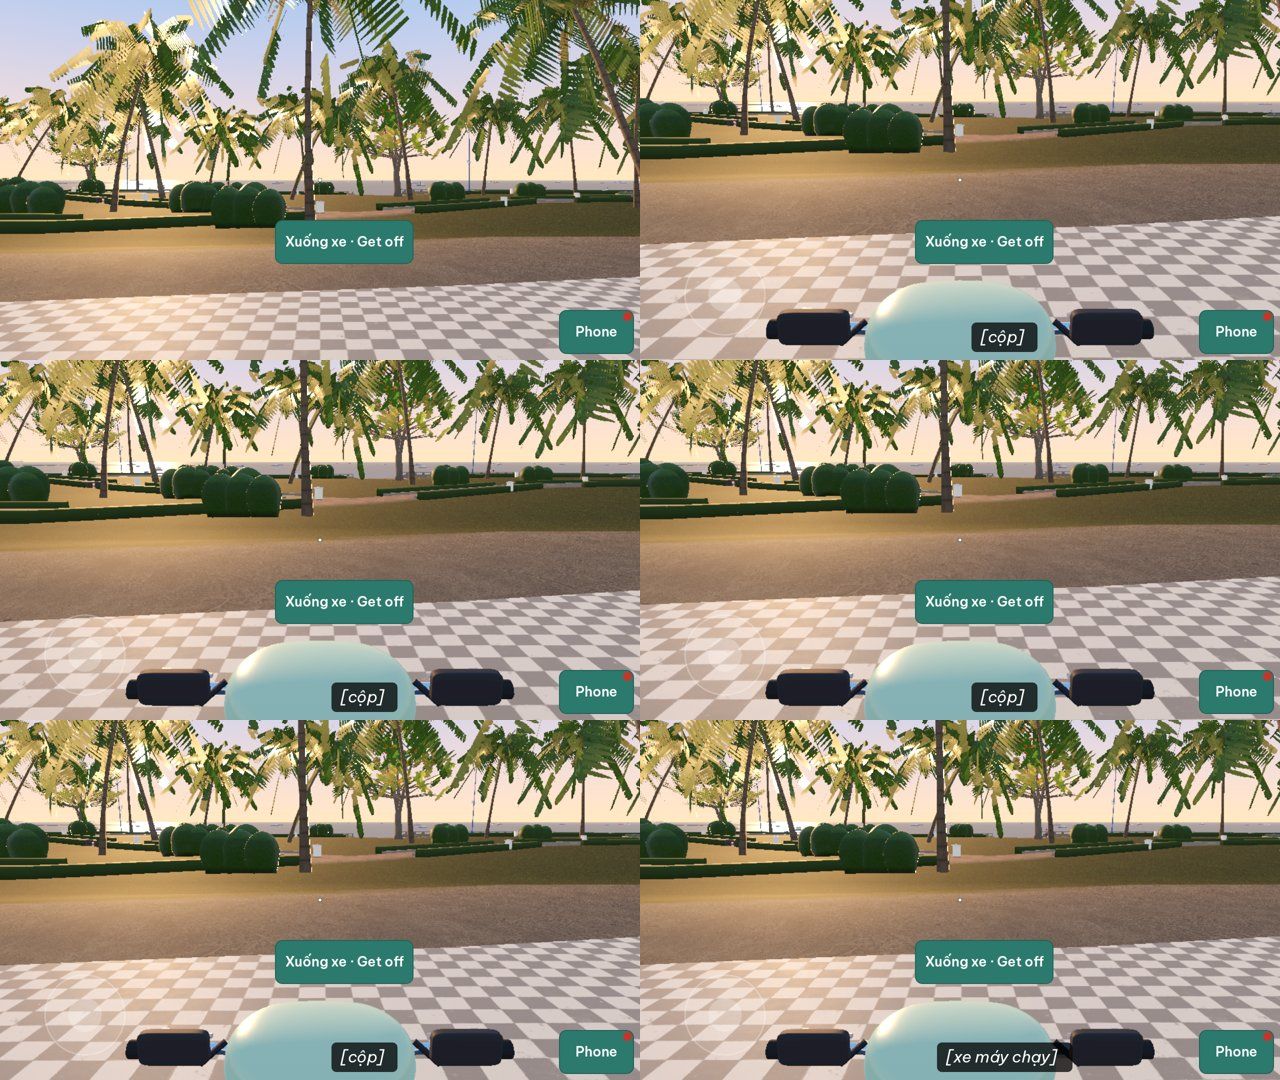 Xuống xe · Get off
Phone
Xuống xe · Get off
[cộp]
Phone
Xuống xe · Get off
[cộp]
Phone
Xuống xe · Get off
[cộp]
Phone
Xuống xe · Get off
[cộp]
Phone
Xuống xe · Get off
[xe máy chạy]
Phone